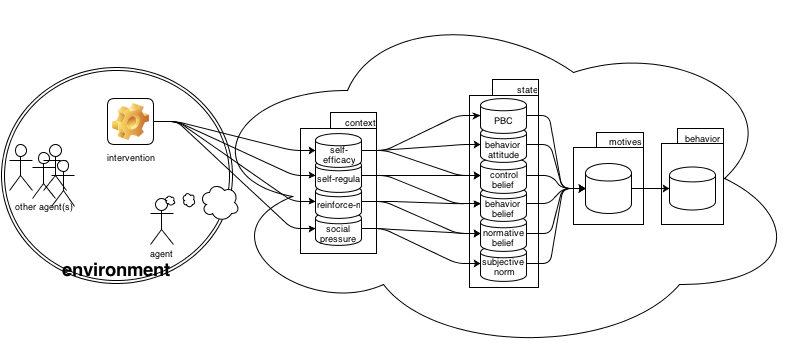 other agent(s)
intervention
agent
environment
context
self-
efficacy
self-regula
reinforce-n
social
pressure
state
PBC
behavior
attitude
control
belief
behavior
belief
normative
belief
subjective
norm
motives
behavior